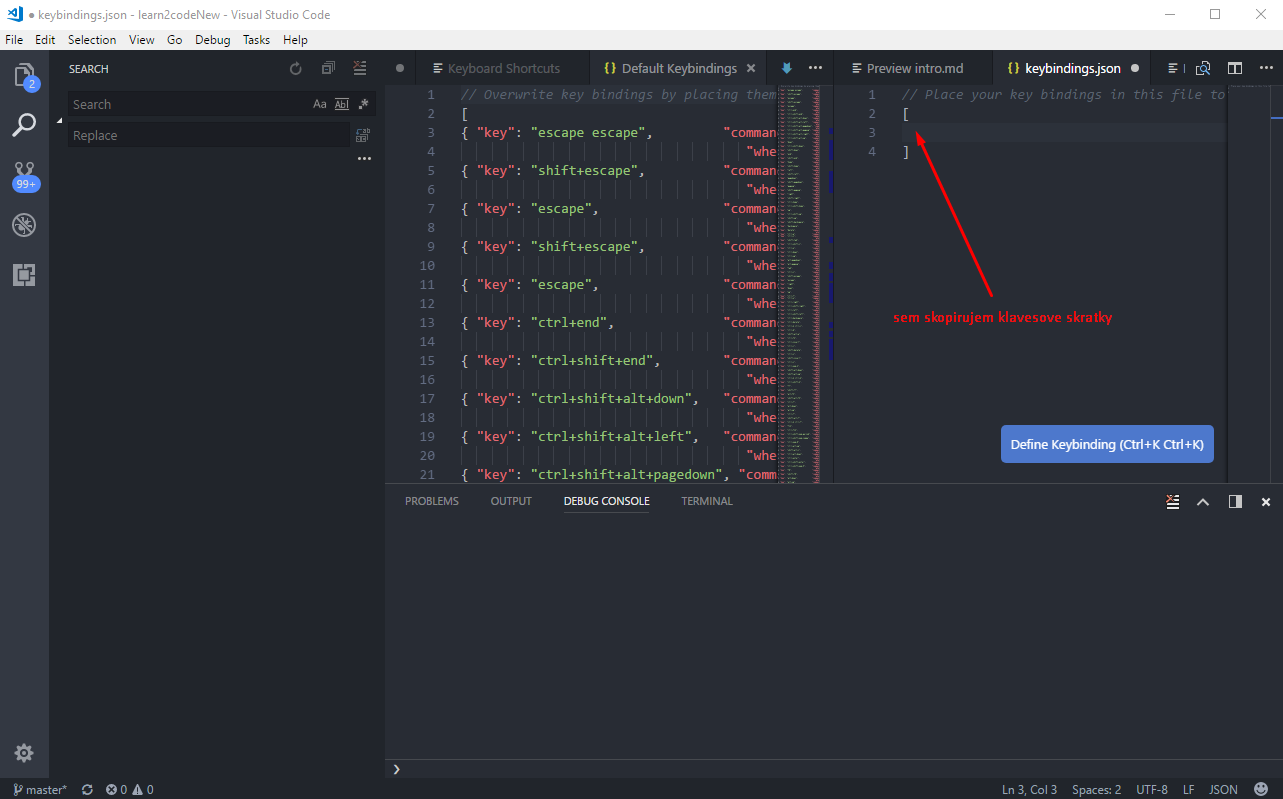 ● keybindings.json - learn2codeNew - Visual Studio Code
File Edit Selection View Go Debug Tasks Help
2
99+
SEARCH
Search
Aa Abl .*
Replace
Keyboard Shortcuts
{} Default Keybindings
Preview intro.md
{} keybindings.json
1 // Overwrite key bindings by placing them
2 [
3 { "key": "escape escape", "comman
4 "whe
5 { "key": "shift+escape", "comman
6 "whe
7 { "key": "escape", "comman
8 "whe
9 { "key": "shift+escape", "comman
10 "whe
11 { "key": "escape", "comman
12 "whe
13 { "key": "ctrl+end", "comman
14 "whe
15 { "key": "ctrl+shift+end", "comman
16 "whe
17 { "key": "ctrl+shift+alt+down", "comman
18 "whe
19 { "key": "ctrl+shift+alt+left", "comman
20 "whe
21 { "key": "ctrl+shift+alt+pagedown", "comm
1 // Place your key bindings in this file to
2 [
3
4 ]
sem skopirujem klavesove skratky
Define Keybinding (Ctrl+K Ctrl+K)
PROBLEMS OUTPUT DEBUG CONSOLE TERMINAL
master* 0 0
Ln 3, Col 3 Spaces: 2 UTF-8 LF JSON